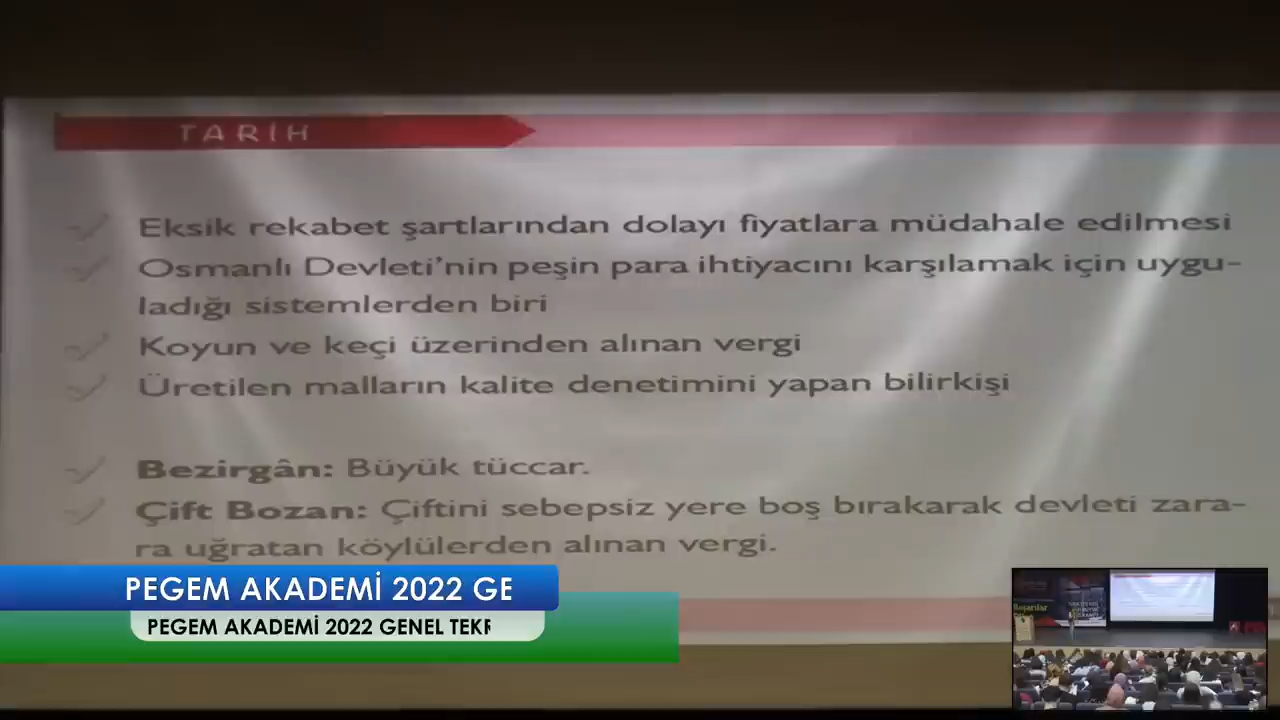 TARİH
Eksik rekabet şartlarından dolayı fiyatlara müdahale edilmesi
Osmanlı Devleti’nin peşin para ihtiyacını karşılamak için uygu-
ladığı sistemlerden biri
Koyun ve keçi üzerinden alınan vergi
Üretilen malların kalite denetimini yapan bilirkişi
Bezirgân: Büyük tüccar.
Çift Bozan: Çiftini sebepsiz yere boş bırakarak devleti zara-
ra uğratan köylülerden alınan vergi.
PEGEM AKADEMİ 2022 GE
PEGEM AKADEMİ 2022 GENEL TEKR